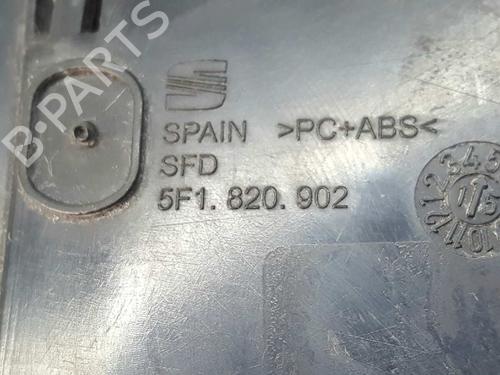 B-PARTS
SPAIN >PC+ABS<
SFD
5F1. 820. 902